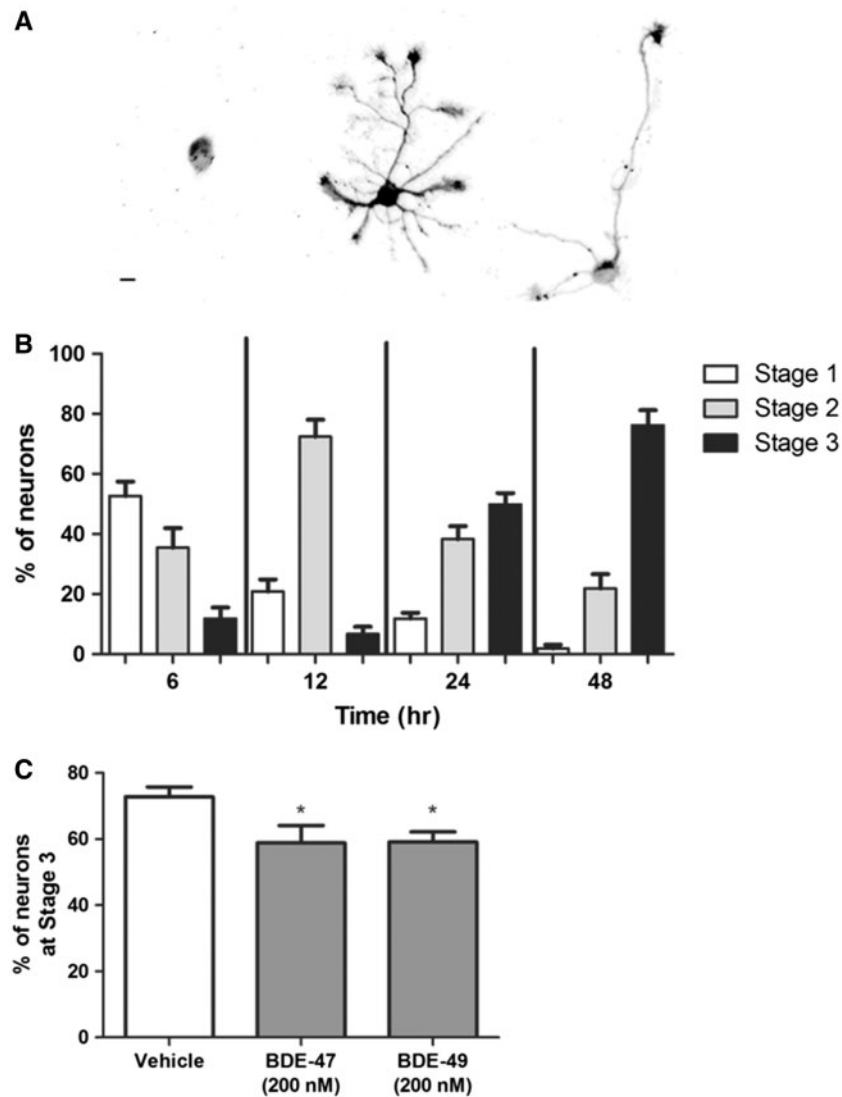 A
B
100
80
60
40
20
0
% of neurons
6 12 24 48
Time (hr)
Stage 1
Stage 2
Stage 3
C
80
60
40
20
0
% of neurons
at Stage 3
* *
Vehicle BDE-47 BDE-49
(200 nM) (200 nM)